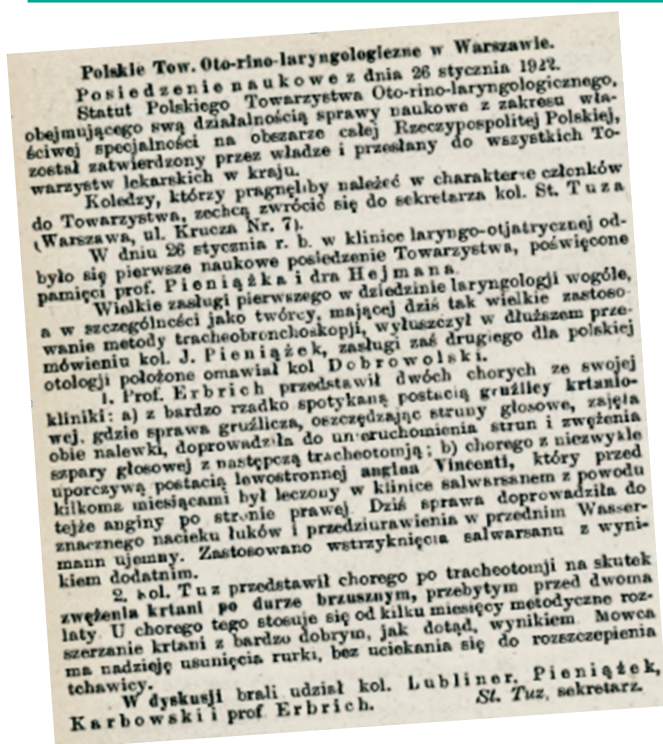 Polskie Tow. Oto-rino-laryngologiczne w Warszawie.
Posiedzenie naukowe z dnia 26 stycznia 1922.
Statut Polskiego Towarzystwa Oto-rino-laryngologicznego,
obejmującego swą działalnością sprawy naukowe z zakresu wła-
ściwej specjalności na obszarze całej Rzeczypospolitej Polskiej,
został zatwierdzony przez władze i przesłany do wszystkich To-
warzystw lekarskich w kraju.
Koledzy, którzy pragnęliby należeć w charakterze członków
do Towarzystwa, zechcą zwrócić się do sekretarza kol. St. Tuza
(Warszawa, ul. Krucza Nr. 7).
W dniu 26 stycznia r. b. w klinice laryngo-otjatrycznej od-
było się pierwsze naukowe posiedzenie Towarzystwa, poświęcone
pamięci prof. Pieniążka i dra Hejmana.
Wielkie zasługi pierwszego w dziedzinie laryngologji wogóle,
a w szczególności jako twórcy, mającej dziś tak wielkie zastoso-
wanie metody tracheobronchoskopji, wyłuszczył w dłuższem prze-
mówieniu kol. J. Pieniążek, zasługi zaś drugiego dla polskiej
otologji położone omawiał kol Dobrowolski.
1. Prof. Erbrich przedstawił dwóch chorych ze swojej
kliniki: a) z bardzo rzadko spotykaną postacią gruźlicy krtanio-
wej, gdzie sprawa gruźlicza, oszczędzając struny głosowe, zajęła
obie nalewki, doprowadziła do unieruchomienia strun i zwężenia
szpary głosowej z następczą tracheotomją; b) chorego z niezwykle
uporczywą postacią lewostronnej angina Vincenti, który przed
kilkoma miesiącami był leczony w klinice salwarsanem z powodu
tejże anginy po stronie prawej. Dziś sprawa doprowadziła do
znacznego nacieku łuków i przedziurawienia w przednim Wasser-
mann ujemny. Zastosowano wstrzyknięcia salwarsanu z wyni-
kiem dodatnim.
2. kol. Tuz przedstawił chorego po tracheotomji na skutek
zwężenia krtani po durze brzusznym, przebytym przed dwoma
laty. U chorego tego stosuje się od kilku miesięcy metodyczne roz-
szerzanie krtani z bardzo dobrym, jak dotąd, wynikiem. Mowca
ma nadzieję usunięcia rurki, bez uciekania się do rozszczepienia
tchawicy.
W dyskusji brali udział kol. Lubliner, Pieniążek,
Karbowski i prof Erbrich. St. Tuz, sekretarz.